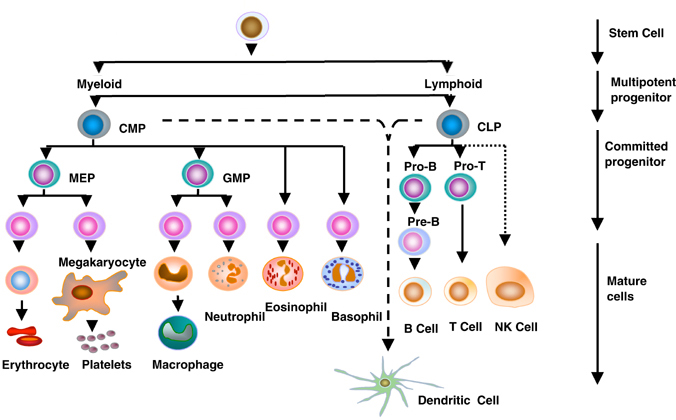 Stem Cell
Myeloid
Lymphoid
Multipotent
progenitor
CMP
CLP
Committed
progenitor
MEP
GMP
Pro-B
Pro-T
Pre-B
Megakaryocyte
Mature
cells
Neutrophil
Eosinophil
Basophil
B Cell
T Cell
NK Cell
Erythrocyte
Platelets
Macrophage
Dendritic Cell